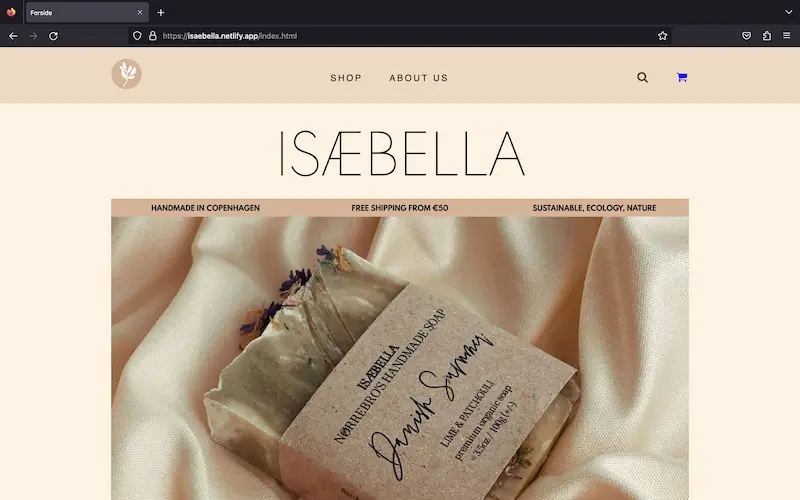 Forside
https://isaebella.netlify.app/index.html
SHOP ABOUT US
ISÆBELLA
HANDMADE IN COPENHAGEN FREE SHIPPING FROM €50 SUSTAINABLE, ECOLOGY, NATURE
ISÆBELLA
NØRREBRO'S HANDMADE SOAP
Danish Summer
LIME & PATCHOULI
premium organic soap
3.5oz / 100g (+/-)